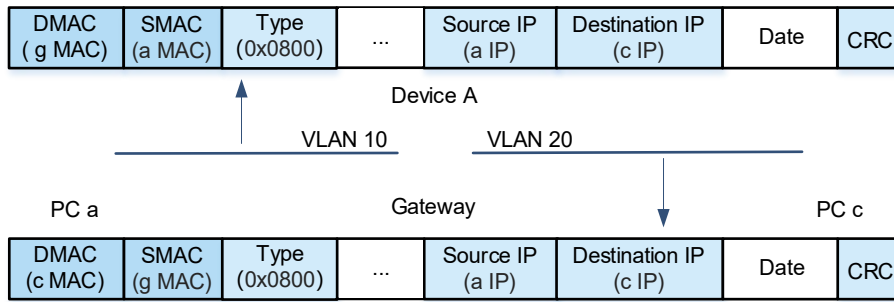 DMAC SMAC Type ... Source IP Destination IP Date CRC
( g MAC) (a MAC) (0x0800) (a IP) (c IP)
Device A
VLAN 10 VLAN 20
PC a Gateway PC c
DMAC SMAC Type ... Source IP Destination IP Date CRC
(c MAC) (g MAC) (0x0800) (a IP) (c IP)